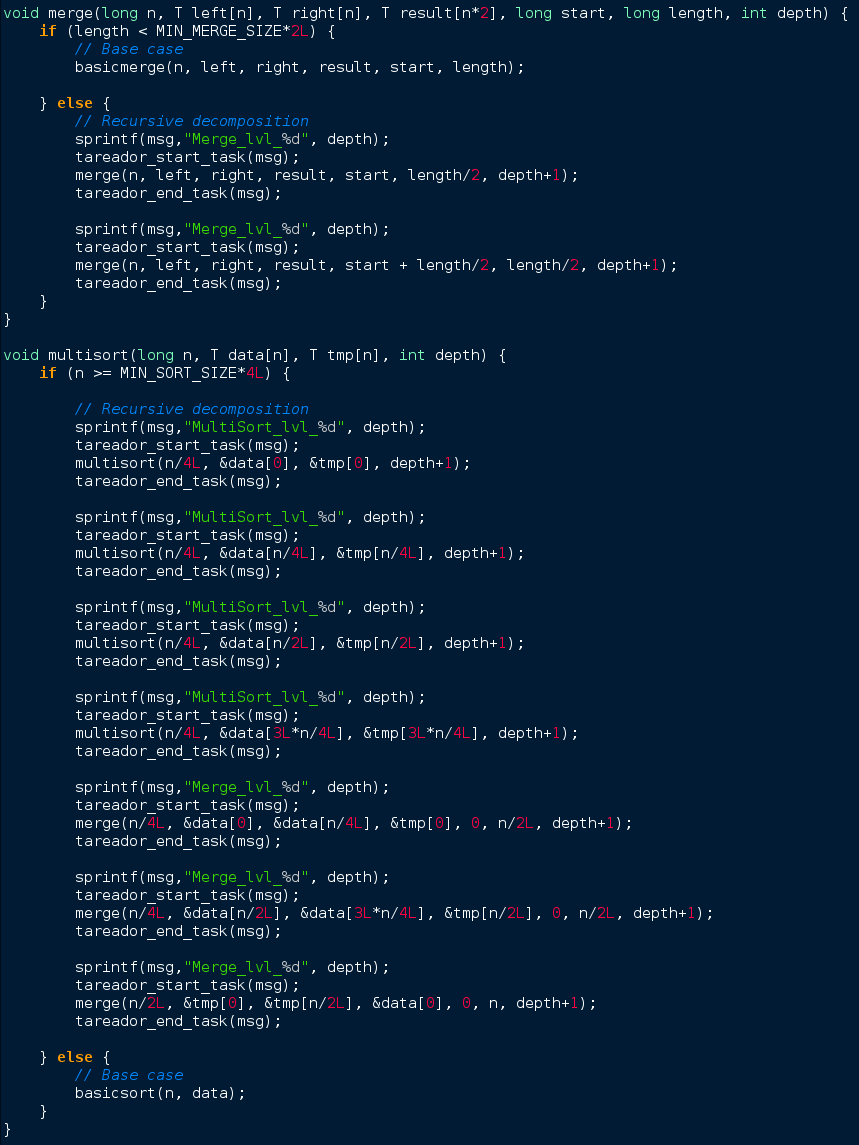 void merge(long n, T left[n], T right[n], T result[n*2], long start, long length, int depth) {
    if (length < MIN_MERGE_SIZE*2L) {
        // Base case
        basicmerge(n, left, right, result, start, length);

    } else {
        // Recursive decomposition
        sprintf(msg,"Merge_lvl_%d", depth);
        tareador_start_task(msg);
        merge(n, left, right, result, start, length/2, depth+1);
        tareador_end_task(msg);

        sprintf(msg,"Merge_lvl_%d", depth);
        tareador_start_task(msg);
        merge(n, left, right, result, start + length/2, length/2, depth+1);
        tareador_end_task(msg);
    }
}

void multisort(long n, T data[n], T tmp[n], int depth) {
    if (n >= MIN_SORT_SIZE*4L) {

        // Recursive decomposition
        sprintf(msg,"MultiSort_lvl_%d", depth);
        tareador_start_task(msg);
        multisort(n/4L, &data[0], &tmp[0], depth+1);
        tareador_end_task(msg);

        sprintf(msg,"MultiSort_lvl_%d", depth);
        tareador_start_task(msg);
        multisort(n/4L, &data[n/4L], &tmp[n/4L], depth+1);
        tareador_end_task(msg);

        sprintf(msg,"MultiSort_lvl_%d", depth);
        tareador_start_task(msg);
        multisort(n/4L, &data[n/2L], &tmp[n/2L], depth+1);
        tareador_end_task(msg);

        sprintf(msg,"MultiSort_lvl_%d", depth);
        tareador_start_task(msg);
        multisort(n/4L, &data[3L*n/4L], &tmp[3L*n/4L], depth+1);
        tareador_end_task(msg);

        sprintf(msg,"Merge_lvl_%d", depth);
        tareador_start_task(msg);
        merge(n/4L, &data[0], &data[n/4L], &tmp[0], 0, n/2L, depth+1);
        tareador_end_task(msg);

        sprintf(msg,"Merge_lvl_%d", depth);
        tareador_start_task(msg);
        merge(n/4L, &data[n/2L], &data[3L*n/4L], &tmp[n/2L], 0, n/2L, depth+1);
        tareador_end_task(msg);

        sprintf(msg,"Merge_lvl_%d", depth);
        tareador_start_task(msg);
        merge(n/2L, &tmp[0], &tmp[n/2L], &data[0], 0, n, depth+1);
        tareador_end_task(msg);

    } else {
        // Base case
        basicsort(n, data);
    }
}